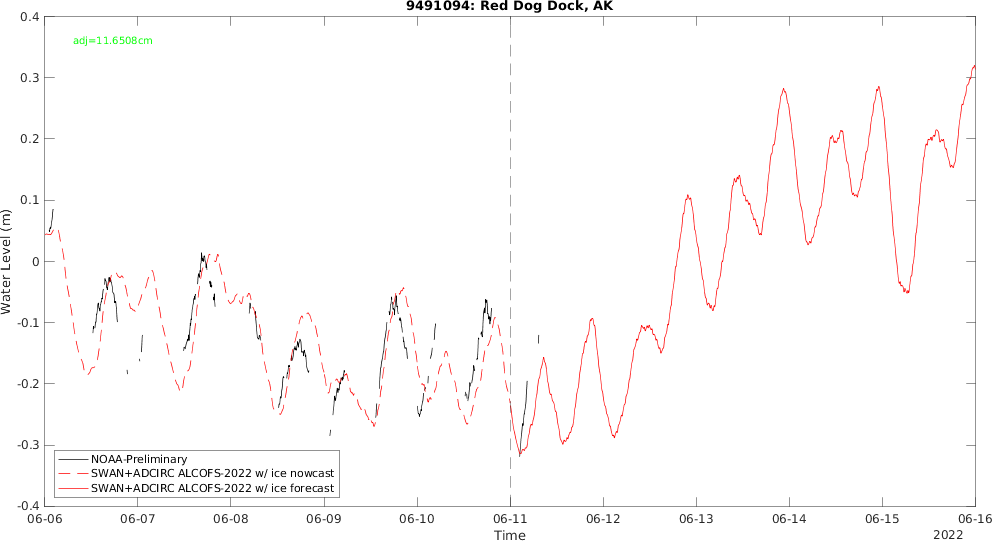 9491094: Red Dog Dock, AK
adj=11.6508cm
0.4
0.3
0.2
0.1
0
-0.1
-0.2
-0.3
-0.4
Water Level (m)
NOAA-Preliminary
SWAN+ADCIRC ALCOFS-2022 w/ ice nowcast
SWAN+ADCIRC ALCOFS-2022 w/ ice forecast
06-06 06-07 06-08 06-09 06-10 06-11 06-12 06-13 06-14 06-15 06-16
Time
2022